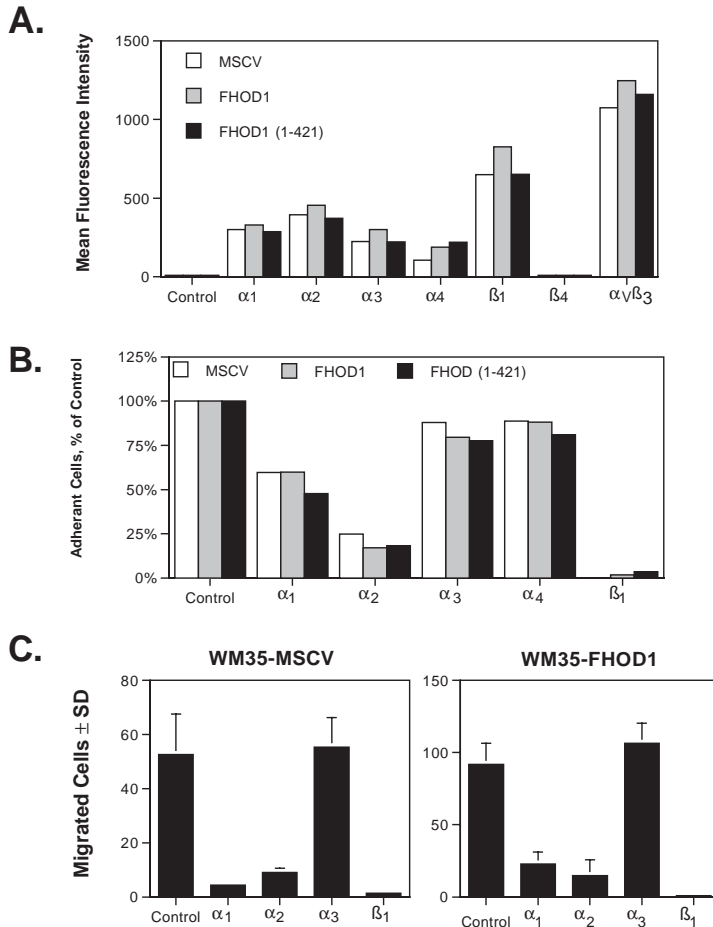 A.
Mean Fluorescence Intensity
1500
1000
500
0
MSCV
FHOD1
FHOD1 (1-421)
Control α1 α2 α3 α4 ß1 ß4 αVß3
B.
Adherant Cells, % of Control
125%
100%
75%
50%
25%
0%
MSCV FHOD1 FHOD (1-421)
Control α1 α2 α3 α4 ß1
C.
WM35-MSCV
Migrated Cells ± SD
80
60
40
20
0
Control α1 α2 α3 ß1
WM35-FHOD1
150
100
50
0
Control α1 α2 α3 ß1